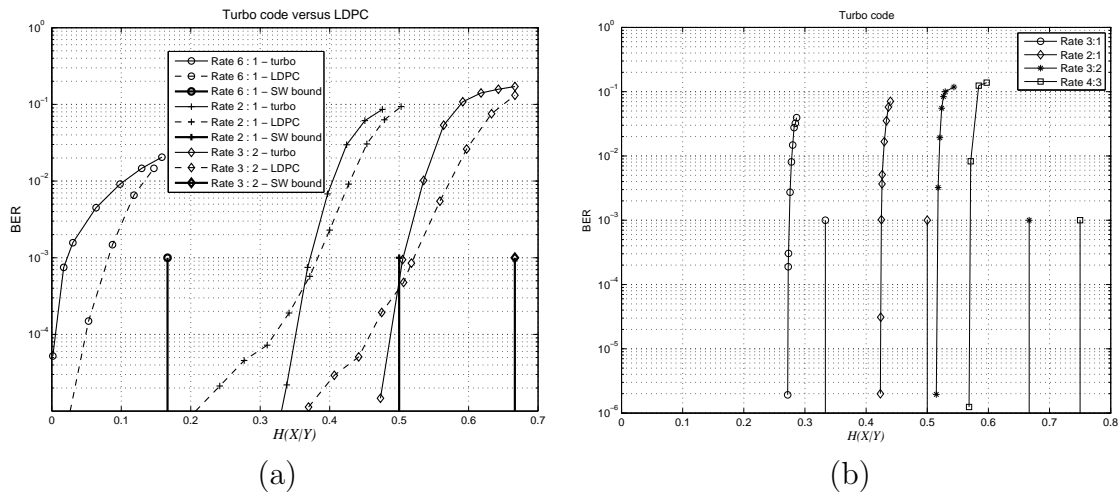 Turbo code versus LDPC
10^0
10^-1
10^-2
10^-3
10^-4
BER
Rate 6 : 1 – turbo
Rate 6 : 1 – LDPC
Rate 6 : 1 – SW bound
Rate 2 : 1 – turbo
Rate 2 : 1 – LDPC
Rate 2 : 1 – SW bound
Rate 3 : 2 – turbo
Rate 3 : 2 – LDPC
Rate 3 : 2 – SW bound
0 0.1 0.2 0.3 0.4 0.5 0.6 0.7
H(X|Y)
(a)
Turbo code
10^0
10^-1
10^-2
10^-3
10^-4
10^-5
10^-6
BER
Rate 3:1
Rate 2:1
Rate 3:2
Rate 4:3
0 0.1 0.2 0.3 0.4 0.5 0.6 0.7 0.8
H(X|Y)
(b)